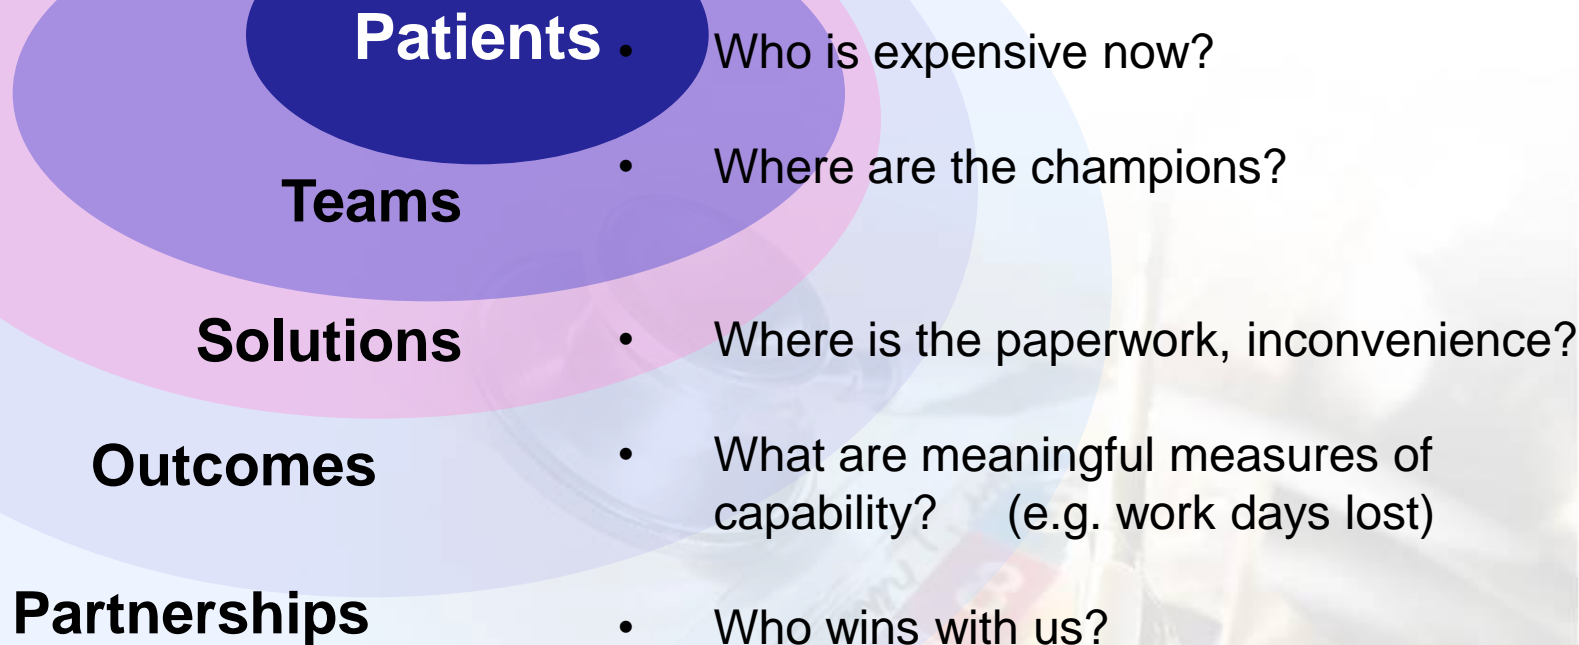 Patients
• Who is expensive now?
Teams
• Where are the champions?
Solutions
• Where is the paperwork, inconvenience?
Outcomes
• What are meaningful measures of
capability? (e.g. work days lost)
Partnerships
• Who wins with us?